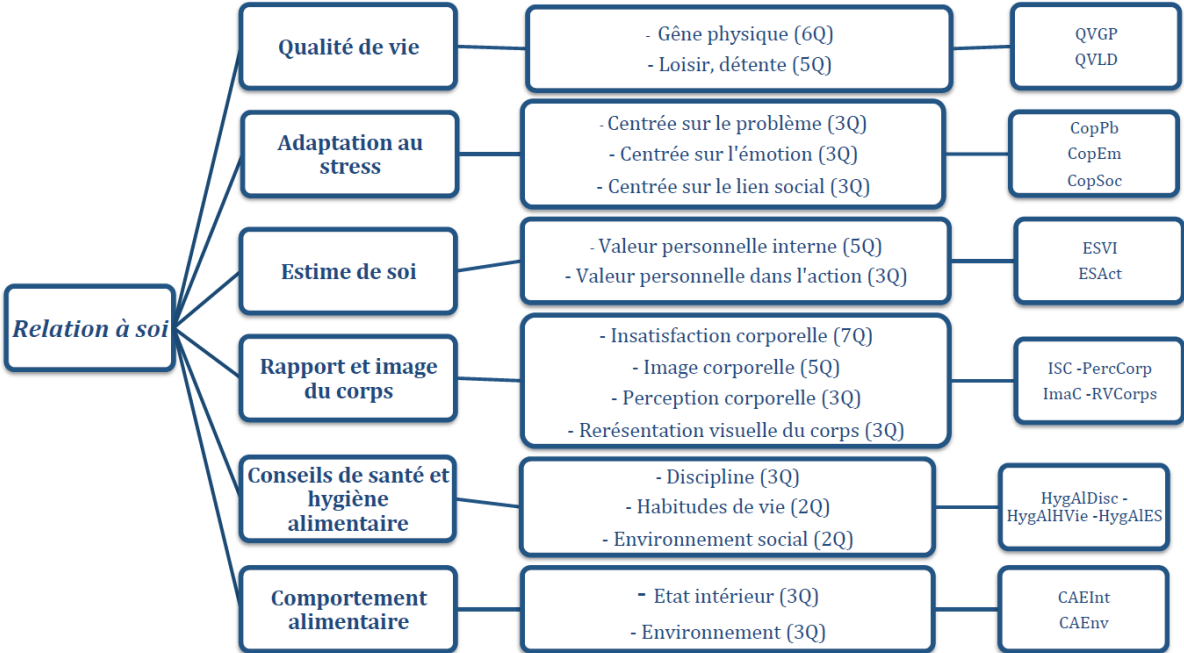 Relation à soi
Qualité de vie
- Gêne physique (6Q)
- Loisir, détente (5Q)
QVGP
QVLD
Adaptation au
stress
- Centrée sur le problème (3Q)
- Centrée sur l'émotion (3Q)
- Centrée sur le lien social (3Q)
CopPb
CopEm
CopSoc
Estime de soi
- Valeur personnelle interne (5Q)
- Valeur personnelle dans l'action (3Q)
ESVI
ESAct
Rapport et image
du corps
- Insatisfaction corporelle (7Q)
- Image corporelle (5Q)
- Perception corporelle (3Q)
- Rerésentation visuelle du corps (3Q)
ISC -PercCorp
ImaC -RVCorps
Conseils de santé et
hygiène
alimentaire
- Discipline (3Q)
- Habitudes de vie (2Q)
- Environnement social (2Q)
HygAlDisc -
HygAlHVie -HygAlES
Comportement
alimentaire
- Etat intérieur (3Q)
- Environnement (3Q)
CAEInt
CAEnv